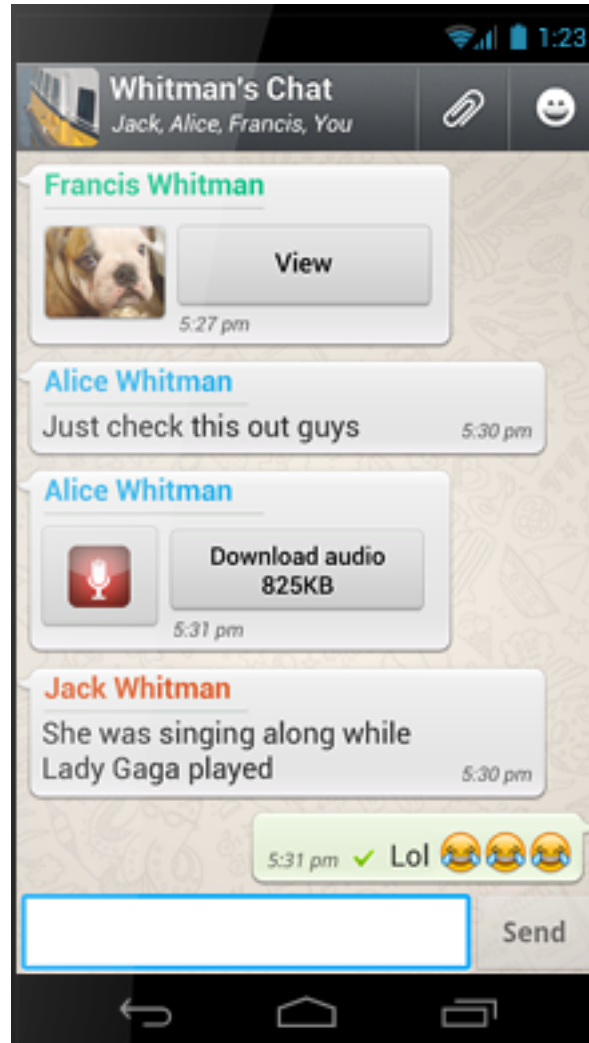 1:23
Whitman's Chat
Jack, Alice, Francis, You
Francis Whitman
View
5:27 pm
Alice Whitman
Just check this out guys
5:30 pm
Alice Whitman
Download audio
825KB
5:31 pm
Jack Whitman
She was singing along while
Lady Gaga played
5:30 pm
5:31 pm ✓ Lol 😂😂😂
Send